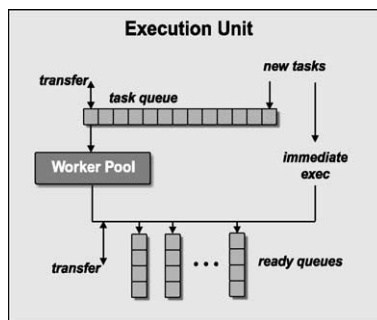 Execution Unit
new tasks
transfer
task queue
Worker Pool
immediate
exec
transfer
ready queues